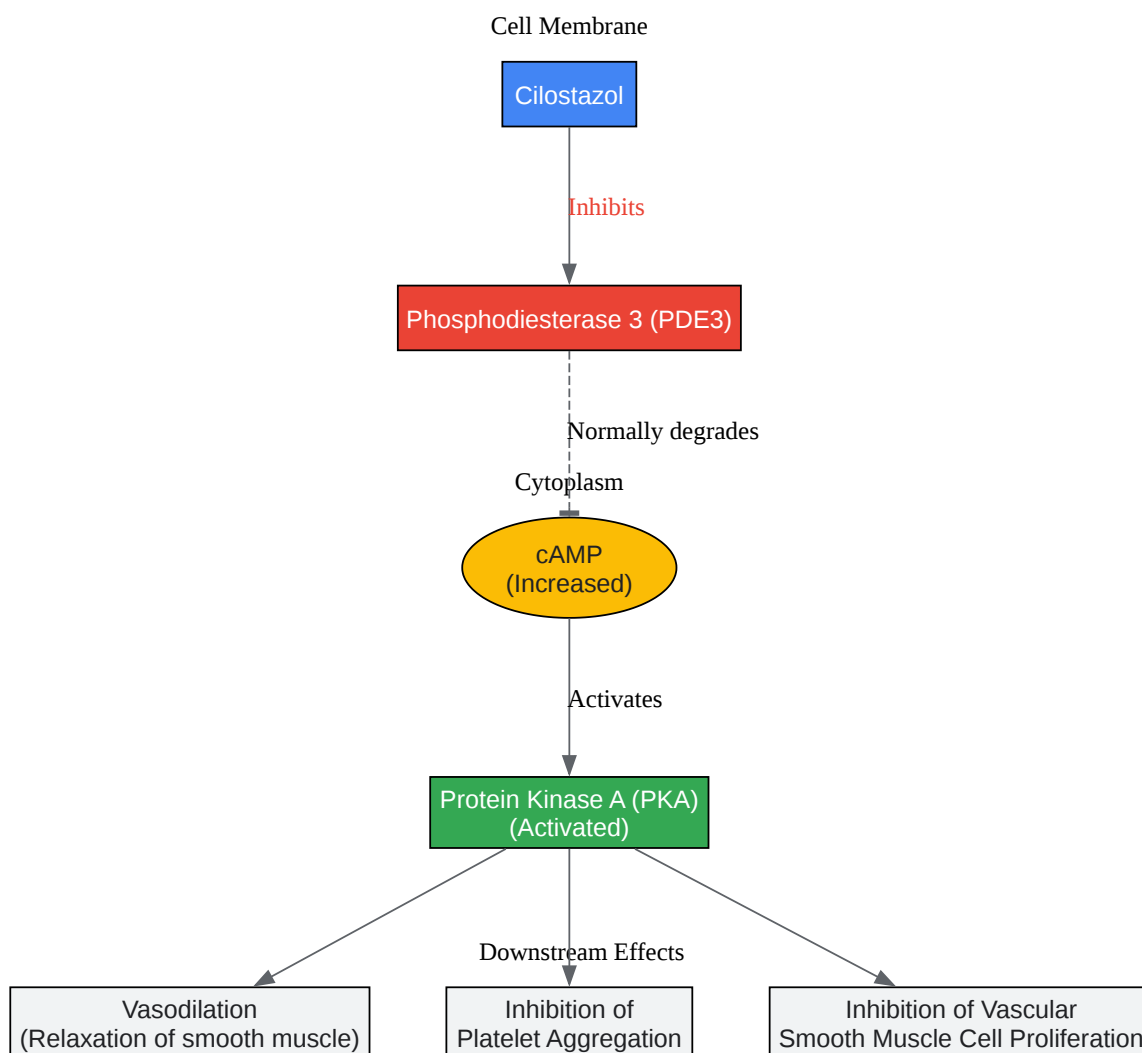 Cell Membrane
Cilostazol
Inhibits
Phosphodiesterase 3 (PDE3)
Normally degrades
Cytoplasm
cAMP
(Increased)
Activates
Protein Kinase A (PKA)
(Activated)
Downstream Effects
Vasodilation
(Relaxation of smooth muscle)
Inhibition of
Platelet Aggregation
Inhibition of Vascular
Smooth Muscle Cell Proliferation